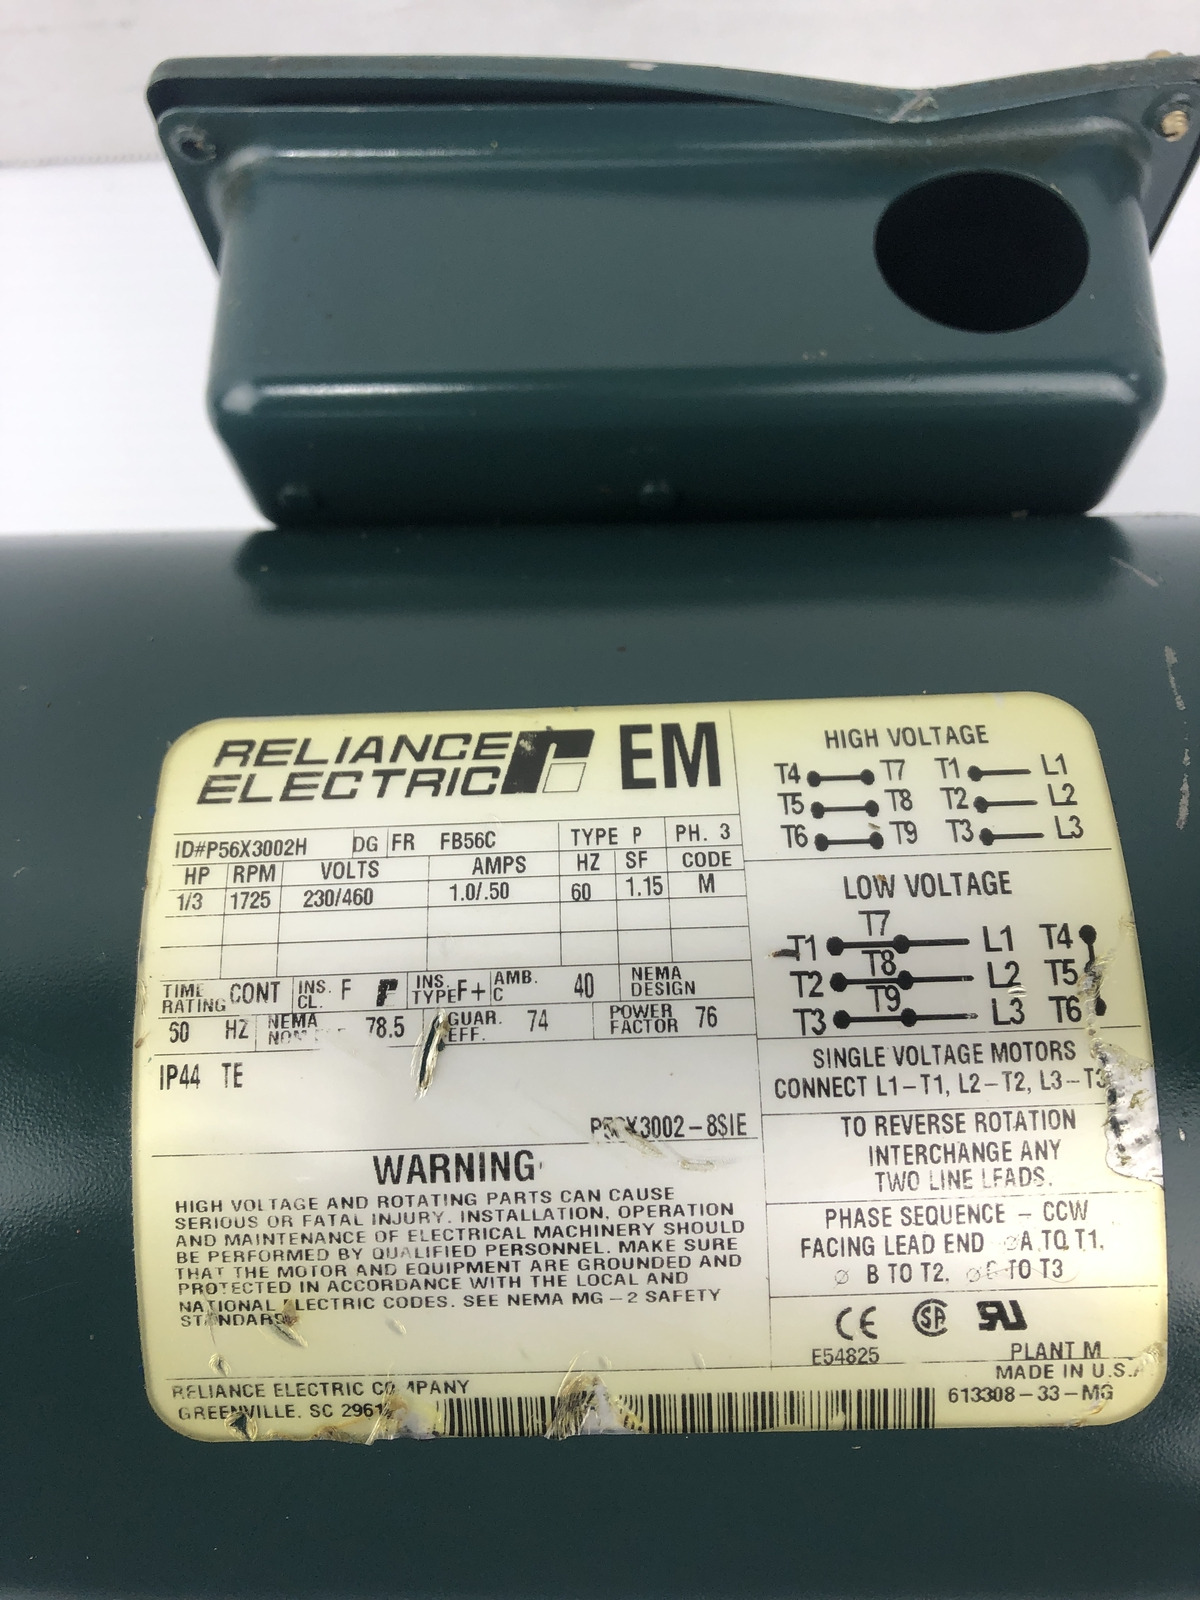 RELIANCE
ELECTRIC
EM
ID#P56X3002H DG FR FB56C TYPE P PH. 3
HP RPM VOLTS AMPS HZ SF CODE
1/3 1725 230/460 1.0/.50 60 1.15 M
TIME RATING CONT INS. CL. F INS. TYPE F+ AMB. C 40 NEMA DESIGN
HZ NEMA 78.5 GUAR. EFF. 74 POWER FACTOR 76
IP44 TE
WARNING
HIGH VOLTAGE AND ROTATING PARTS CAN CAUSE
SERIOUS OR FATAL INJURY. INSTALLATION, OPERATION
AND MAINTENANCE OF ELECTRICAL MACHINERY SHOULD
BE PERFORMED BY QUALIFIED PERSONNEL. MAKE SURE
THAT THE MOTOR AND EQUIPMENT ARE GROUNDED AND
PROTECTED IN ACCORDANCE WITH THE LOCAL AND
NATIONAL ELECTRIC CODES. SEE NEMA MG-2 SAFETY
STANDARD
RELIANCE ELECTRIC COMPANY
GREENVILLE, SC
HIGH VOLTAGE
T4 T7 T1 L1
T5 T8 T2 L2
T6 T9 T3 L3
LOW VOLTAGE
T7
T1 L1 T4
T8
T2 L2 T5
T9
T3 L3 T6
SINGLE VOLTAGE MOTORS
CONNECT L1-T1, L2-T2, L3-T3
TO REVERSE ROTATION
INTERCHANGE ANY
TWO LINE LEADS.
PHASE SEQUENCE - CCW
FACING LEAD END ∅A TO T1,
∅ B TO T2, ∅C TO T3
CE SA RU
E54825 PLANT M
MADE IN U.S.A
613308-33-MG